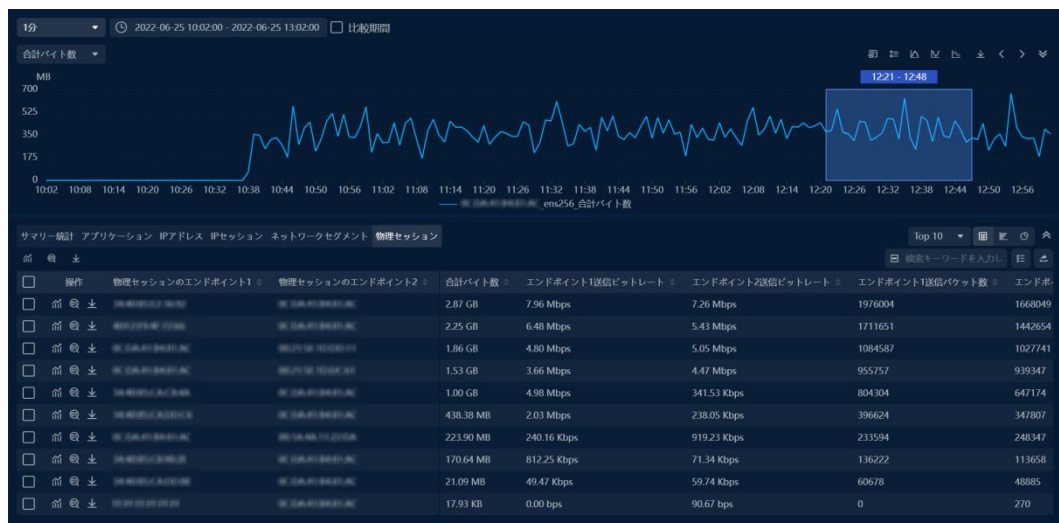 1分 2022-06-25 10:02:00 - 2022-06-25 13:02:00 比較期間
合計バイト数
MB 12:21 - 12:48
700
525
350
175
0
10:02 10:08 10:14 10:20 10:26 10:32 10:38 10:44 10:50 10:56 11:02 11:08 11:14 11:20 11:26 11:32 11:38 11:44 11:50 11:56 12:02 12:08 12:14 12:20 12:26 12:32 12:38 12:44 12:50 12:56
_ens256_合計バイト数
サマリー統計 アプリケーション IPアドレス IPセッション ネットワークセグメント 物理セッション Top 10
検索キーワードを入力し
操作 物理セッションのエンドポイント1 物理セッションのエンドポイント2 合計バイト数 エンドポイント1送信ビットレート エンドポイント2送信ビットレート エンドポイント1送信パケット数 エンドポ
2.87 GB 7.96 Mbps 7.26 Mbps 1976004 1668049
2.25 GB 6.48 Mbps 5.43 Mbps 1711651 1442654
1.86 GB 4.80 Mbps 5.05 Mbps 1084587 1027741
1.53 GB 3.66 Mbps 4.47 Mbps 955757 939347
1.00 GB 4.98 Mbps 341.53 Kbps 804304 647174
438.38 MB 2.03 Mbps 238.05 Kbps 396624 347807
223.90 MB 240.16 Kbps 919.23 Kbps 233594 248347
170.64 MB 812.25 Kbps 71.34 Kbps 136222 113658
21.09 MB 49.47 Kbps 59.74 Kbps 60678 48885
17.93 KB 0.00 bps 90.67 bps 0 270